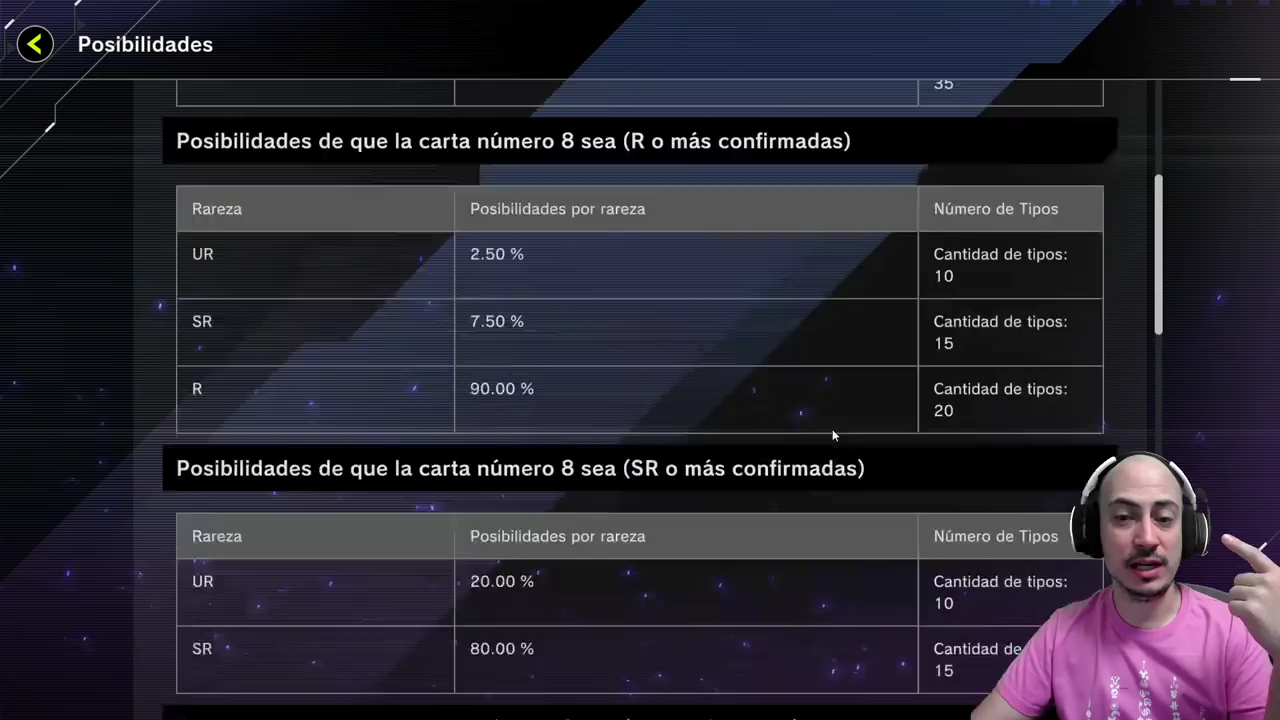 Posibilidades
35
Posibilidades de que la carta número 8 sea (R o más confirmadas)
Rareza Posibilidades por rareza Número de Tipos
UR 2.50 % Cantidad de tipos:
10
SR 7.50 % Cantidad de tipos:
15
R 90.00 % Cantidad de tipos:
20
Posibilidades de que la carta número 8 sea (SR o más confirmadas)
Rareza Posibilidades por rareza Número de Tipos
UR 20.00 % Cantidad de tipos:
10
SR 80.00 % Cantidad de
15